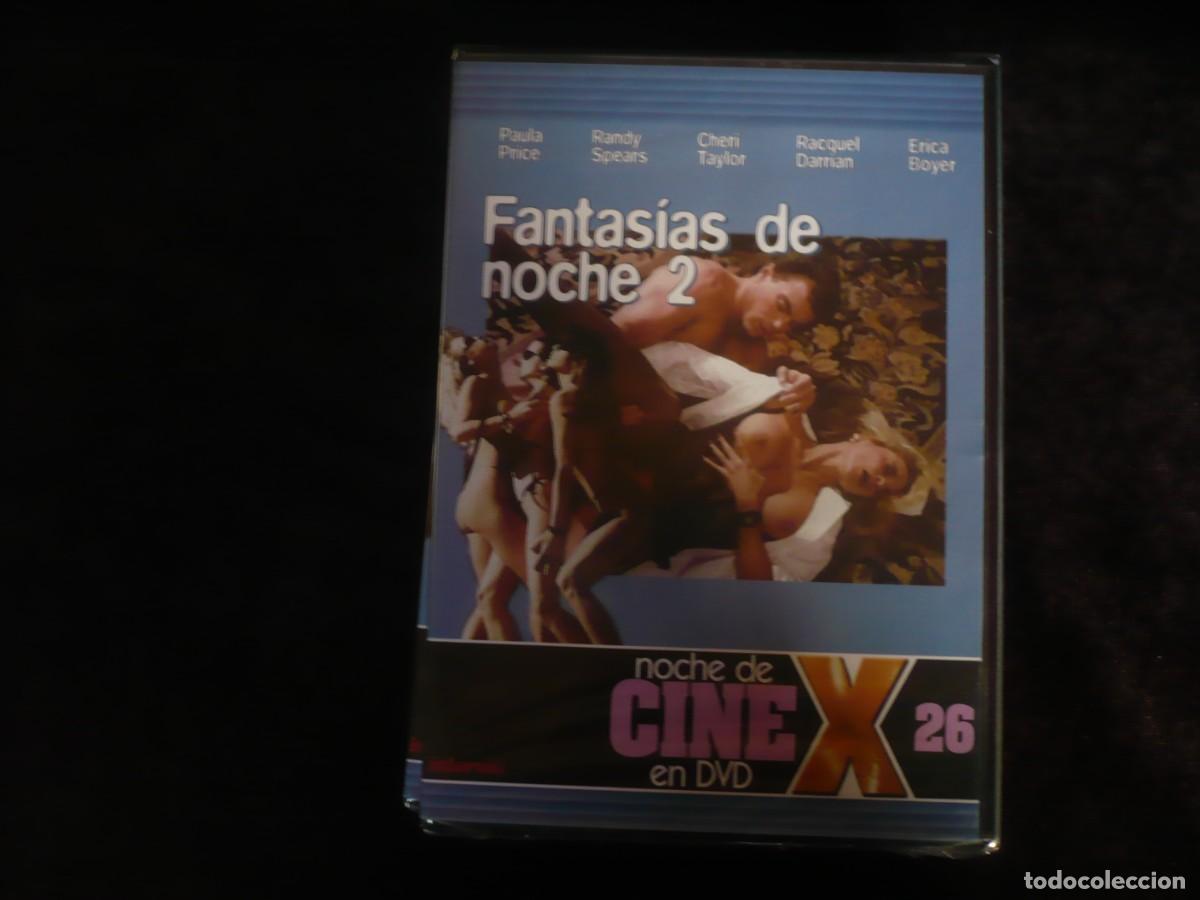 Paula Price
Randy Spears
Cheri Taylor
Racquel Darrian
Erica Boyer
Fantasías de
noche 2
noche de
CINE X 26
en DVD
todocoleccion